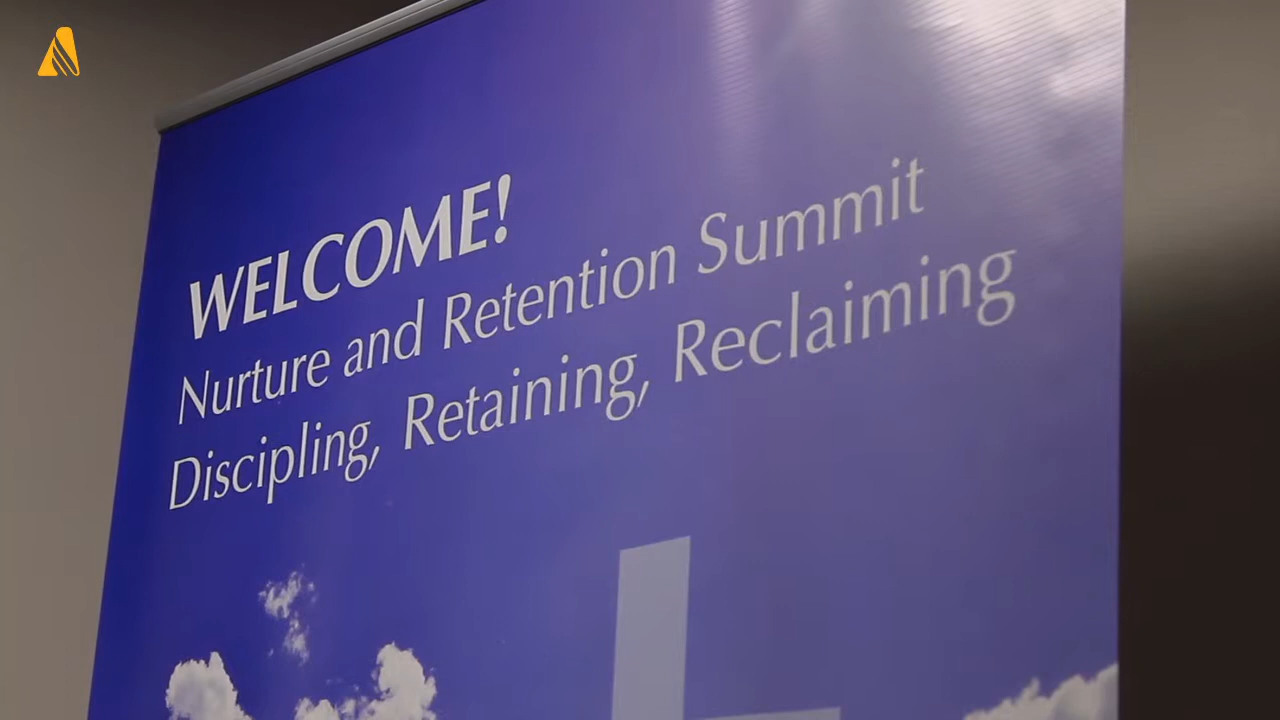 WELCOME!
Nurture and Retention Summit
Discipling, Retaining, Reclaiming